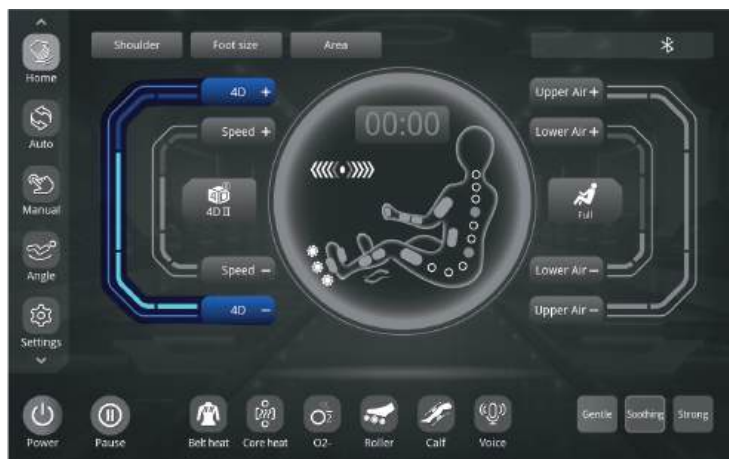 Shoulder
Foot size
Area
Home
Auto
Manual
Angle
Settings
4D +
Speed +
4D
4D II
Speed −
4D −
00:00
Upper Air +
Lower Air +
Full
Lower Air −
Upper Air −
Power
Pause
Belt heat
Core heat
O2-
Roller
Calf
Voice
Gentle
Soothing
Strong